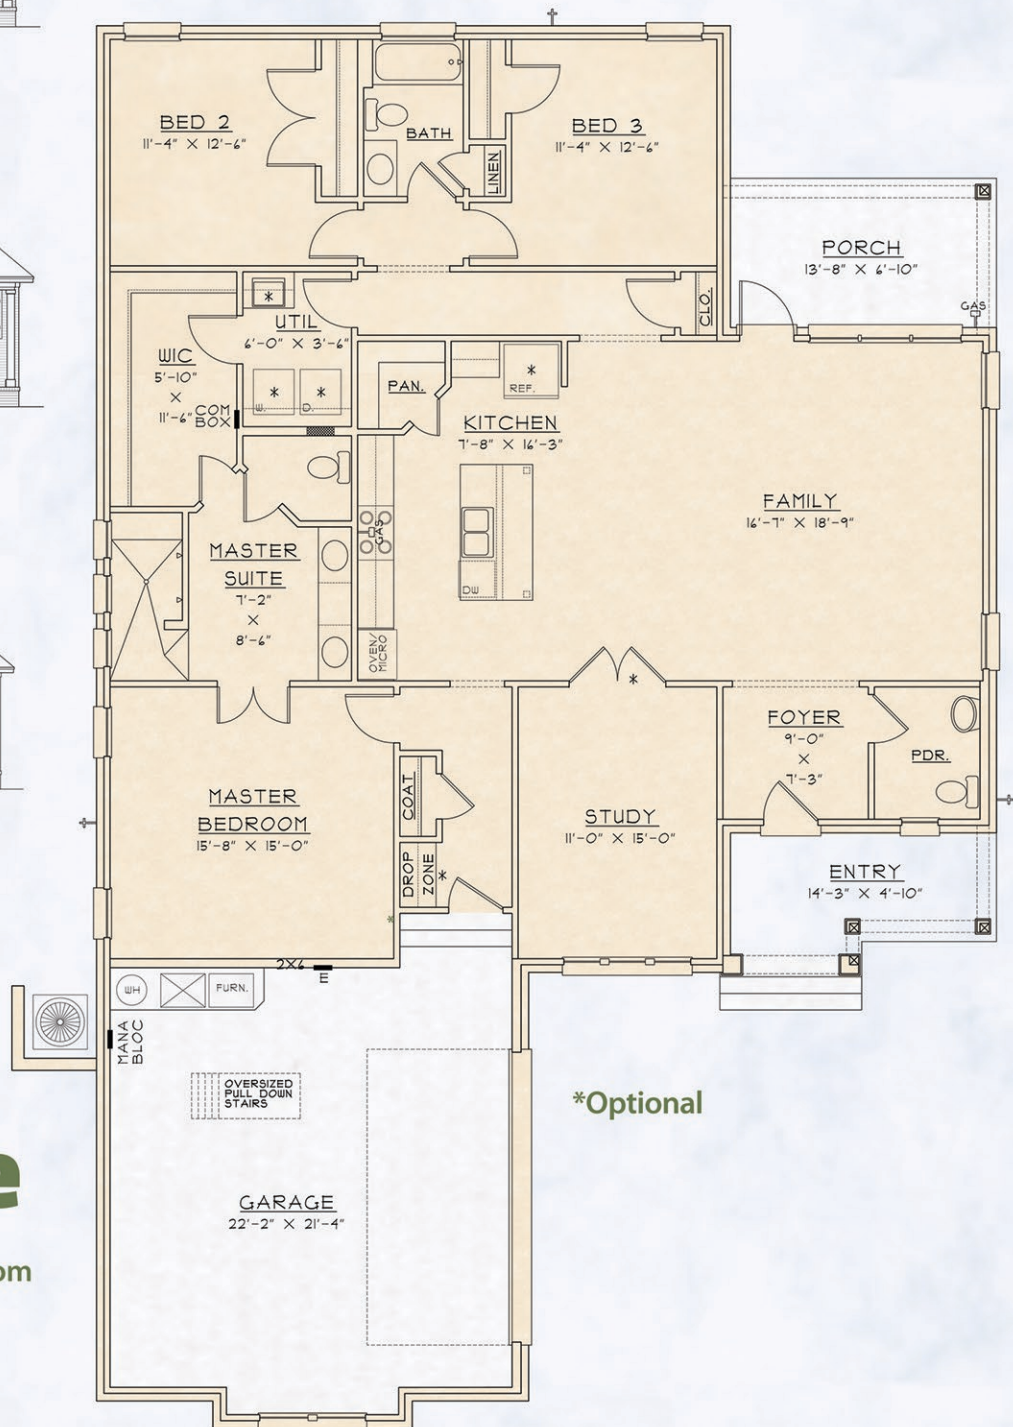 BED 2
11'-4" X 12'-6"
BATH
LINEN
BED 3
11'-4" X 12'-6"
PORCH
13'-8" X 6'-10"
GAS
CLO.
UTIL
6'-0" X 3'-6"
*
W.
*
D.
*
WIC
5'-10"
X
11'-6"
COM
BOX
PAN.
REF.
*
KITCHEN
7'-8" X 16'-3"
GAS
DW
OVEN/
MICRO
FAMILY
16'-7" X 18'-9"
MASTER
SUITE
7'-2"
X
8'-6"
*
FOYER
9'-0"
X
7'-3"
PDR.
MASTER
BEDROOM
15'-8" X 15'-0"
COAT
DROP
ZONE
*
*
STUDY
11'-0" X 15'-0"
ENTRY
14'-3" X 4'-10"
2X6
E
WH
FURN.
MANA
BLOC
OVERSIZED
PULL DOWN
STAIRS
*Optional
GARAGE
22'-2" X 21'-4"
e
om